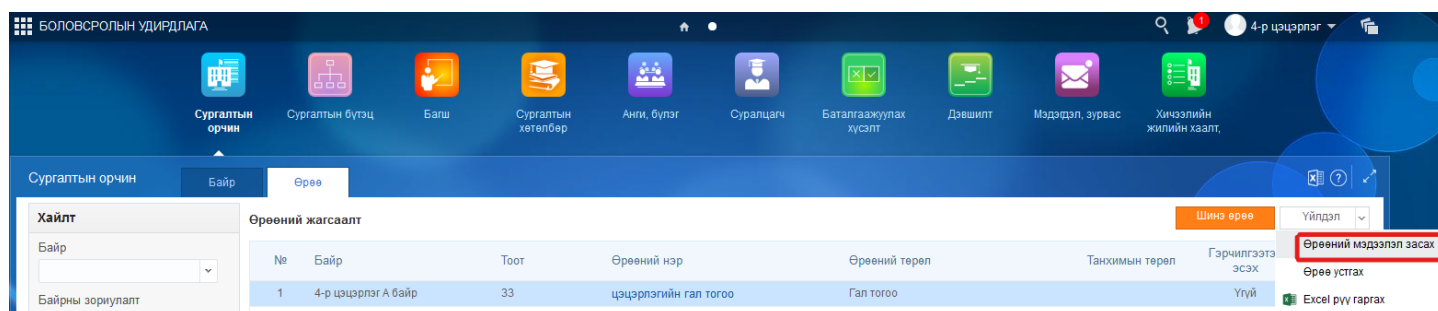 БОЛОВСРОЛЫН УДИРДЛАГА
1
4-р цэцэрлэг
Сургалтын орчин
Сургалтын бүтэц
Багш
Сургалтын хөтөлбөр
Анги, бүлэг
Суралцагч
Баталгаажуулах хүсэлт
Дэвшилт
Мэдэгдэл, зурвас
Хичээлийн жилийн хаалт,
Сургалтын орчин
Байр
Өрөө
Хайлт
Өрөөний жагсаалт
Шинэ өрөө
Үйлдэл
Байр
№ Байр Тоот Өрөөний нэр Өрөөний төрөл Танхимын төрөл Гэрчилгээтэ эсэх
Өрөөний мэдээлэл засах
Өрөө устгах
Байрны зориулалт
1 4-р цэцэрлэг А байр 33 цэцэрлэгийн гал тогоо Гал тогоо Үгүй
Excel рүү гаргах